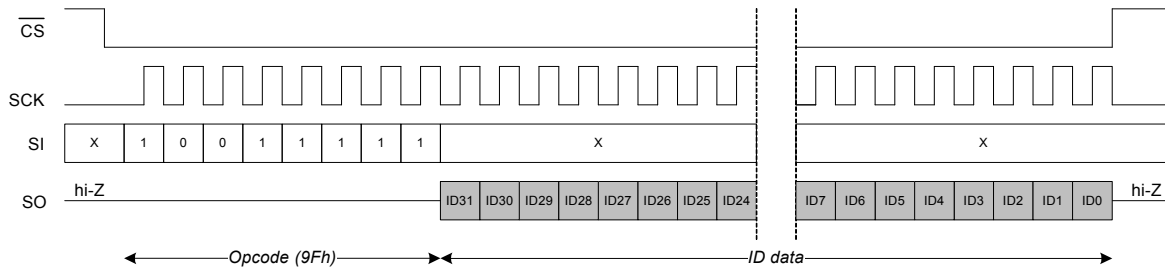 CS
SCK
SI X 1 0 0 1 1 1 1 1 X X
SO hi-Z ID31 ID30 ID29 ID28 ID27 ID26 ID25 ID24 ID7 ID6 ID5 ID4 ID3 ID2 ID1 ID0 hi-Z
Opcode (9Fh) ID data